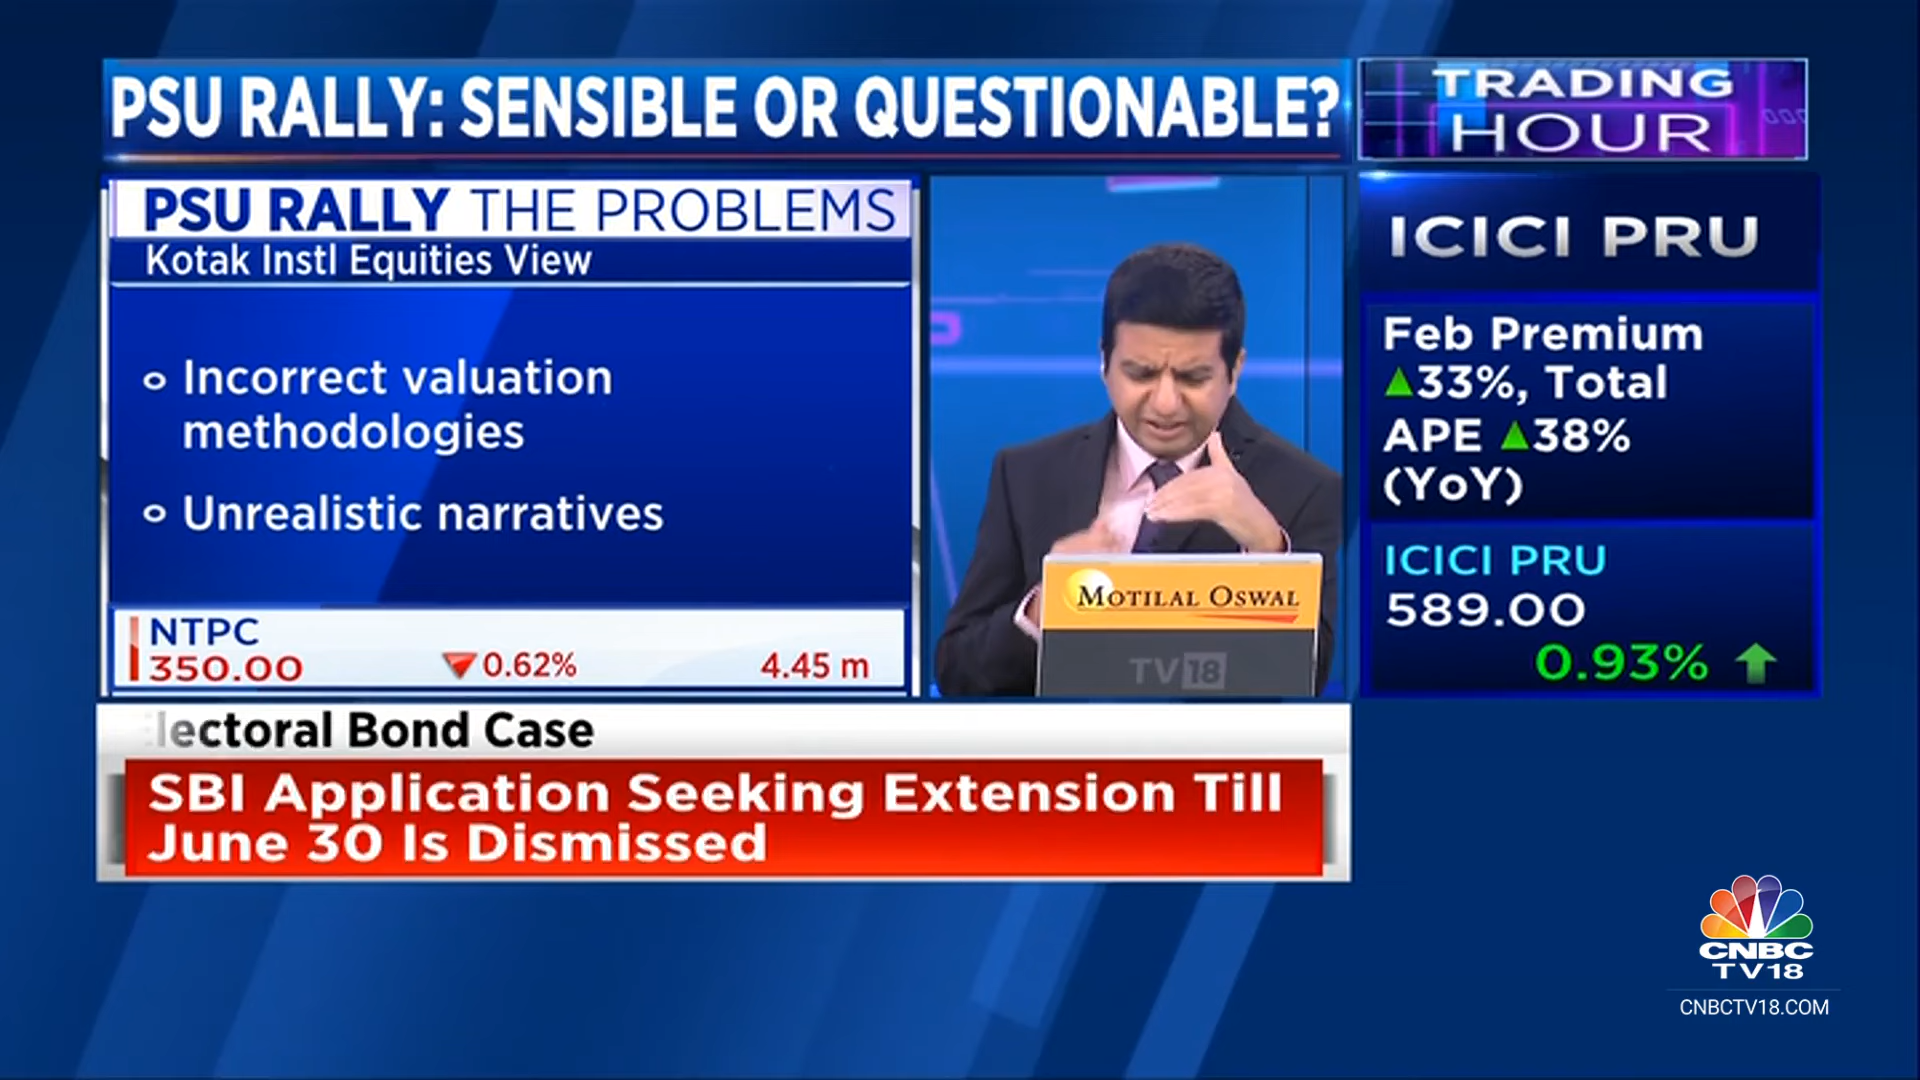 PSU RALLY: SENSIBLE OR QUESTIONABLE?
TRADING
HOUR
PSU RALLY THE PROBLEMS
Kotak Instl Equities View
Incorrect valuation
methodologies
Unrealistic narratives
NTPC
350.00 ▼0.62% 4.45 m
ICICI PRU
Feb Premium
▲33%, Total
APE ▲38%
(YoY)
ICICI PRU
589.00
0.93%
MOTILAL OSWAL
TV18
lectoral Bond Case
SBI Application Seeking Extension Till
June 30 Is Dismissed
CNBC
TV18
CNBCTV18.COM